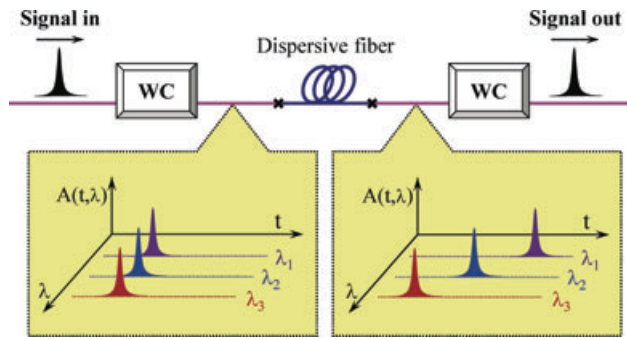 Signal in
Signal out
Dispersive fiber
WC
WC
A(t,λ)
t
λ₁
λ₂
λ₃
λ
A(t,λ)
t
λ₁
λ₂
λ₃
λ